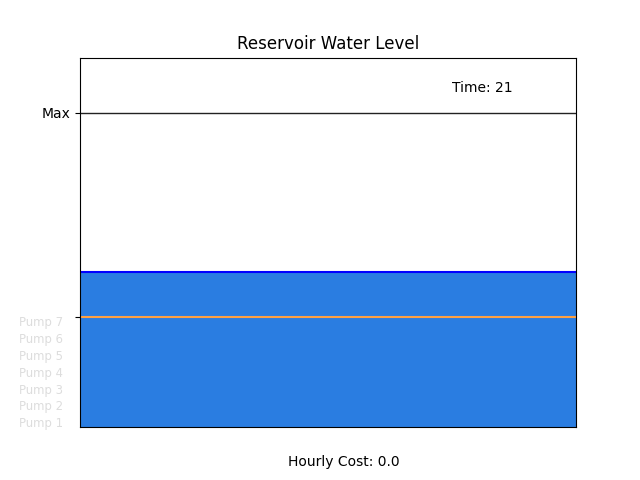 Reservoir Water Level
Time: 21
Max
Pump 7
Pump 6
Pump 5
Pump 4
Pump 3
Pump 2
Pump 1
Hourly Cost: 0.0